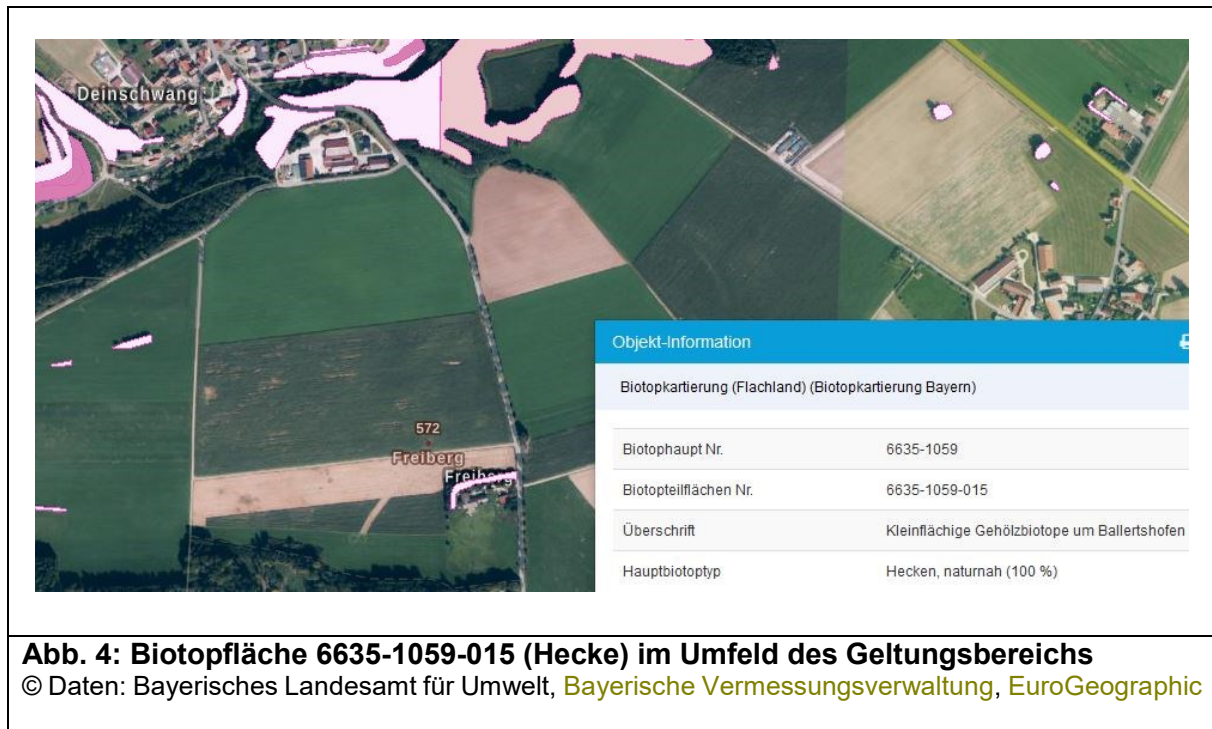 Deinschwang
572
Freiberg
Freiberg
Objekt-Information
Biotopkartierung (Flachland) (Biotopkartierung Bayern)
Biotophaupt Nr. 6635-1059
Biotopteilflächen Nr. 6635-1059-015
Überschrift Kleinflächige Gehölzbiotope um Ballertshofen
Hauptbiotoptyp Hecken, naturnah (100 %)
Abb. 4: Biotopfläche 6635-1059-015 (Hecke) im Umfeld des Geltungsbereichs
© Daten: Bayerisches Landesamt für Umwelt, Bayerische Vermessungsverwaltung, EuroGeographic